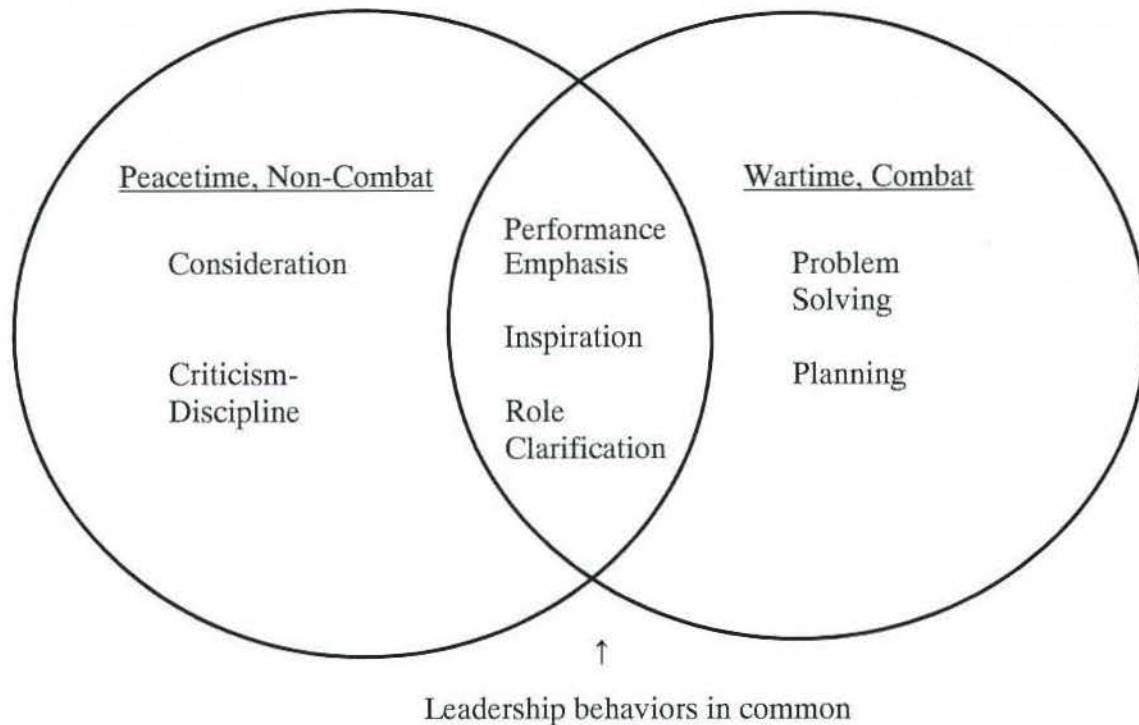 Peacetime, Non-Combat
Consideration
Criticism-
Discipline
Performance
Emphasis
Inspiration
Role
Clarification
Wartime, Combat
Problem
Solving
Planning
↑
Leadership behaviors in common